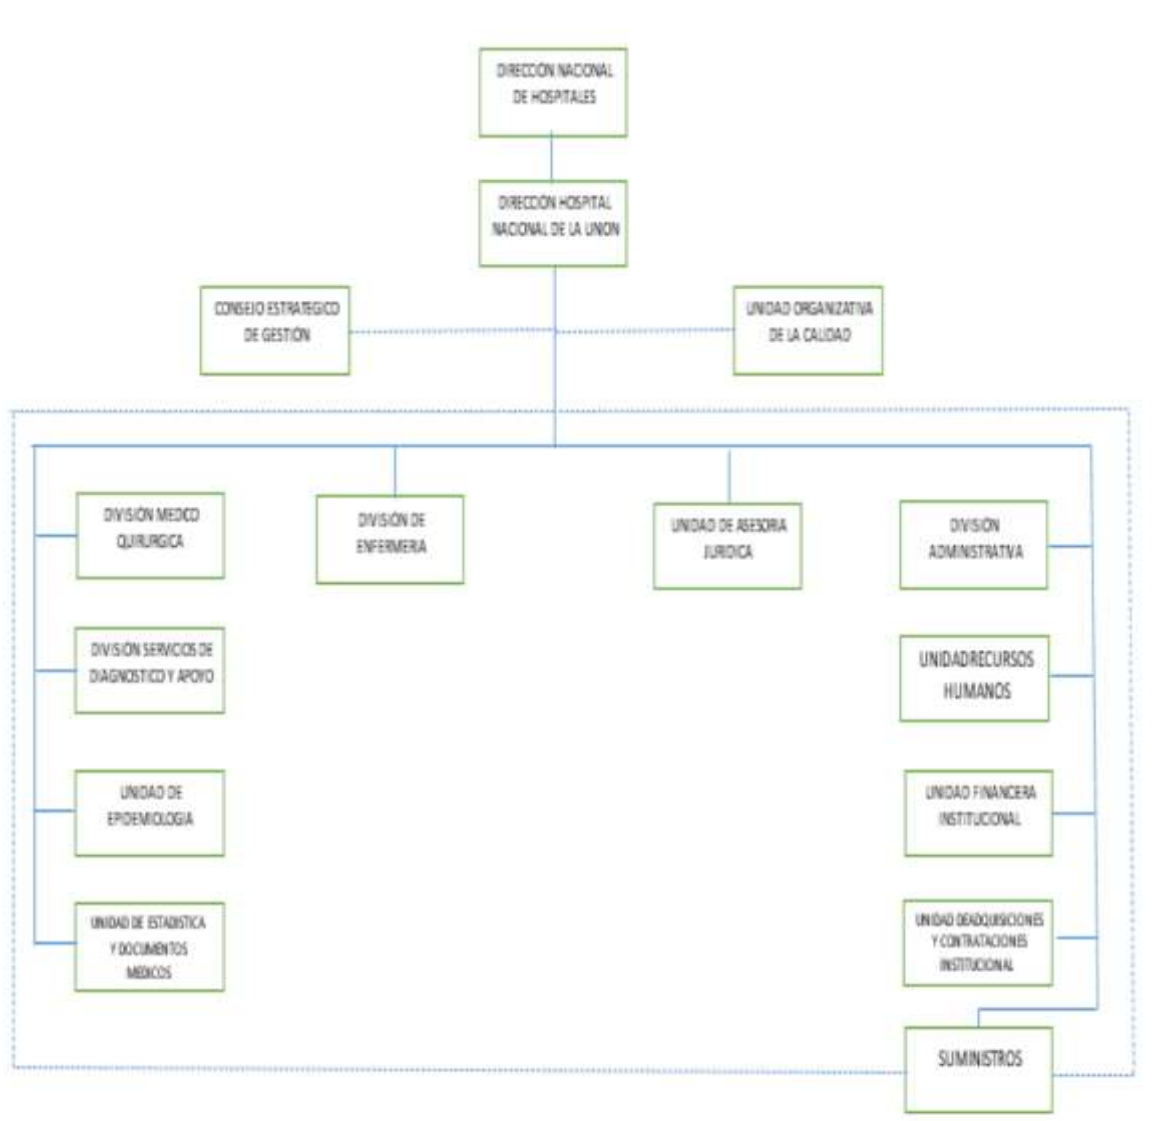 DIRECCION NACIONAL
DE HOSPITALES
DIRECCIÓN HOSPITAL
NACIONAL DE LA UNION
CONSEJO ESTRATEGICO
DE GESTIÓN
UNIDAD ORGANIZATIVA
DE LA CALIDAD
DIVISIÓN MEDICO
QUIRURGICA
DIVISIÓN DE
ENFERMERIA
UNIDAD DE ASESORIA
JURIDICA
DIVISIÓN
ADMINISTRATIVA
DIVISIÓN SERVICIOS DE
DIAGNOSTICO Y APOYO
UNIDADRECURSOS
HUMANOS
UNIDAD DE
EPIDEMIOLOGIA
UNIDAD FINANCERA
INSTITUCIONAL
UNIDAD DE ESTADISTICA
Y DOCUMENTOS
MEDICOS
UNIDAD DEADQUISICIONES
Y CONTRATACIONES
INSTITUCIONAL
SUMINISTROS